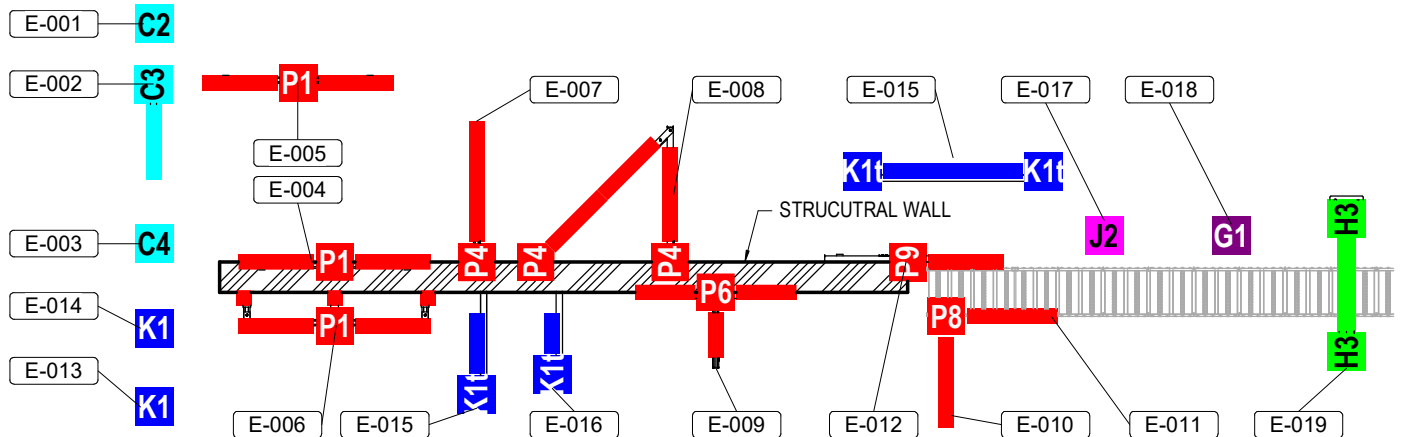 E-001
C2
E-002
C3
P1
E-007
E-008
E-015
E-017
E-018
E-005
K1t
K1t
E-004
STRUCUTRAL WALL
E-003
C4
P1
P4
P4
P4
P9
J2
G1
H3
E-014
K1
P1
P6
P8
H3
E-013
K1
K1t
K1t
E-006
E-015
E-016
E-009
E-012
E-010
E-011
E-019